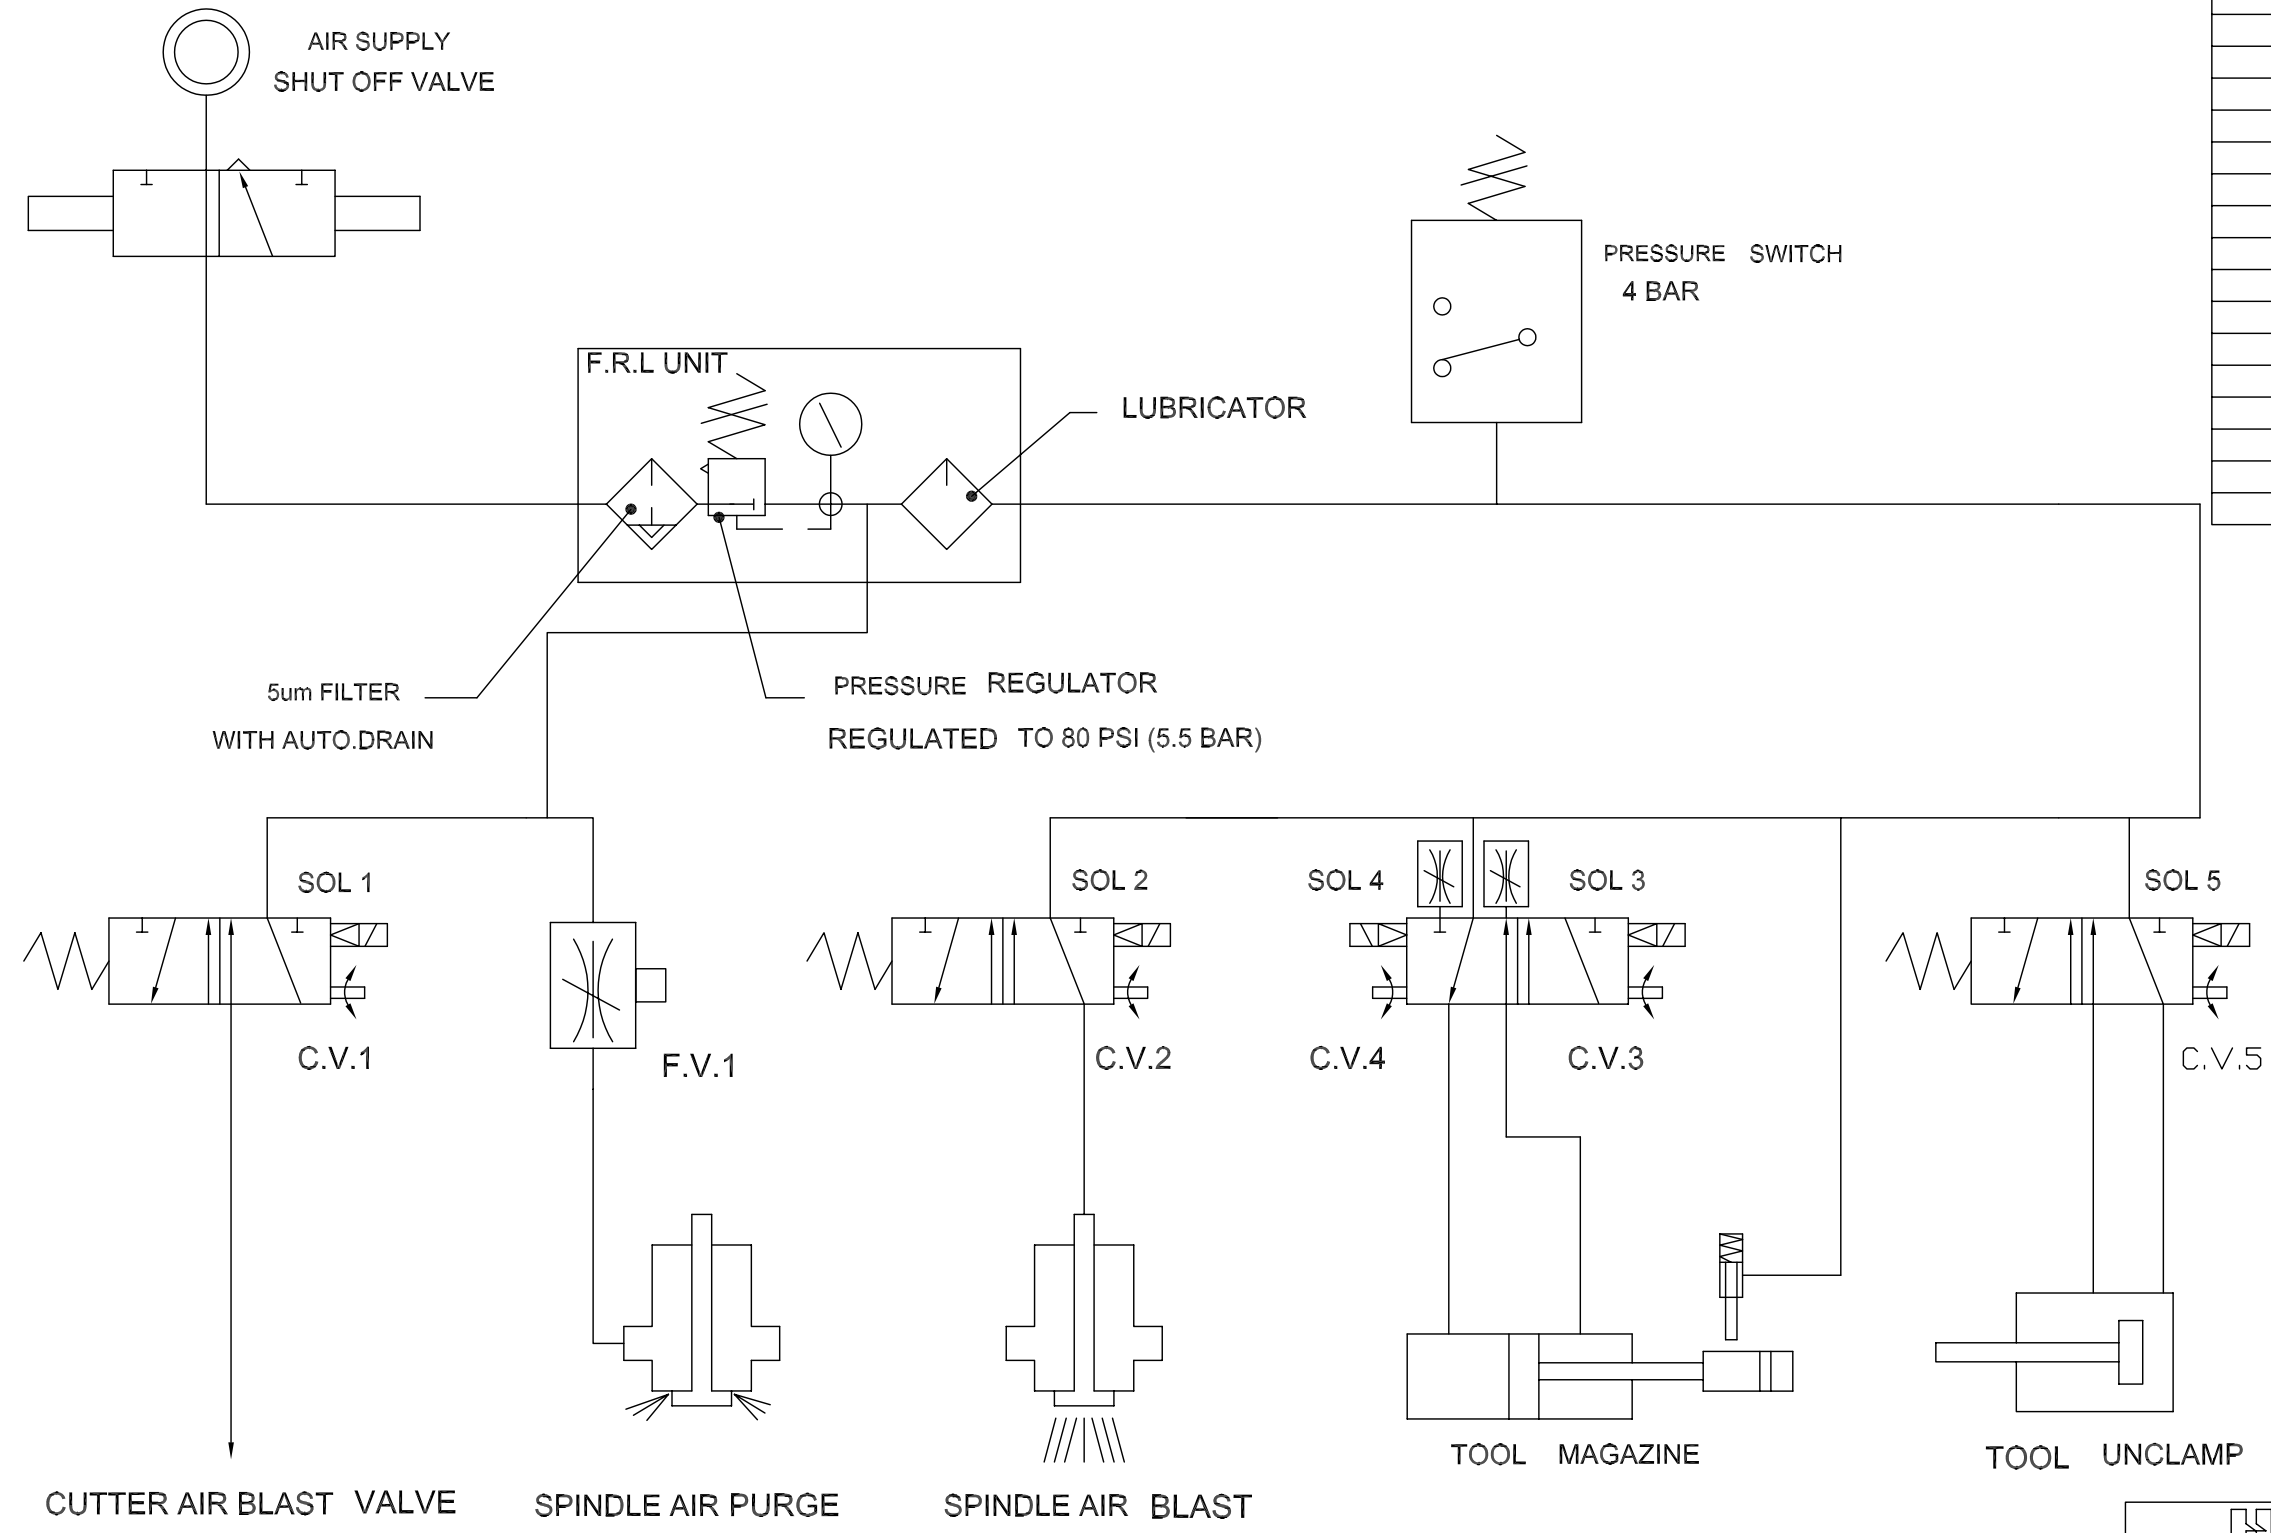 AIR SUPPLY
SHUT OFF VALVE
PRESSURE SWITCH
4 BAR
F.R.L UNIT
LUBRICATOR
5um FILTER
WITH AUTO.DRAIN
PRESSURE REGULATOR
REGULATED TO 80 PSI (5.5 BAR)
SOL 1
SOL 2
SOL 4
SOL 3
SOL 5
C.V.1
F.V.1
C.V.2
C.V.4
C.V.3
C.V.5
TOOL MAGAZINE
TOOL UNCLAMP
CUTTER AIR BLAST VALVE
SPINDLE AIR PURGE
SPINDLE AIR BLAST